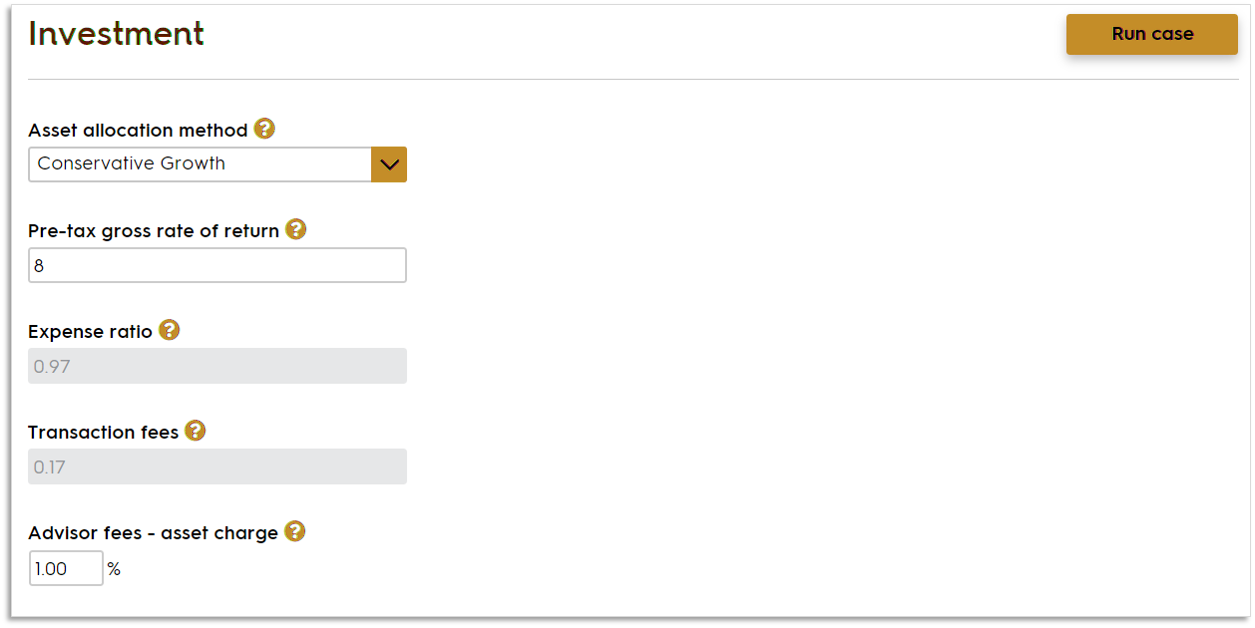 Investment
Run case
Asset allocation method ?
Conservative Growth
Pre-tax gross rate of return ?
8
Expense ratio ?
0.97
Transaction fees ?
0.17
Advisor fees - asset charge ?
1.00 %